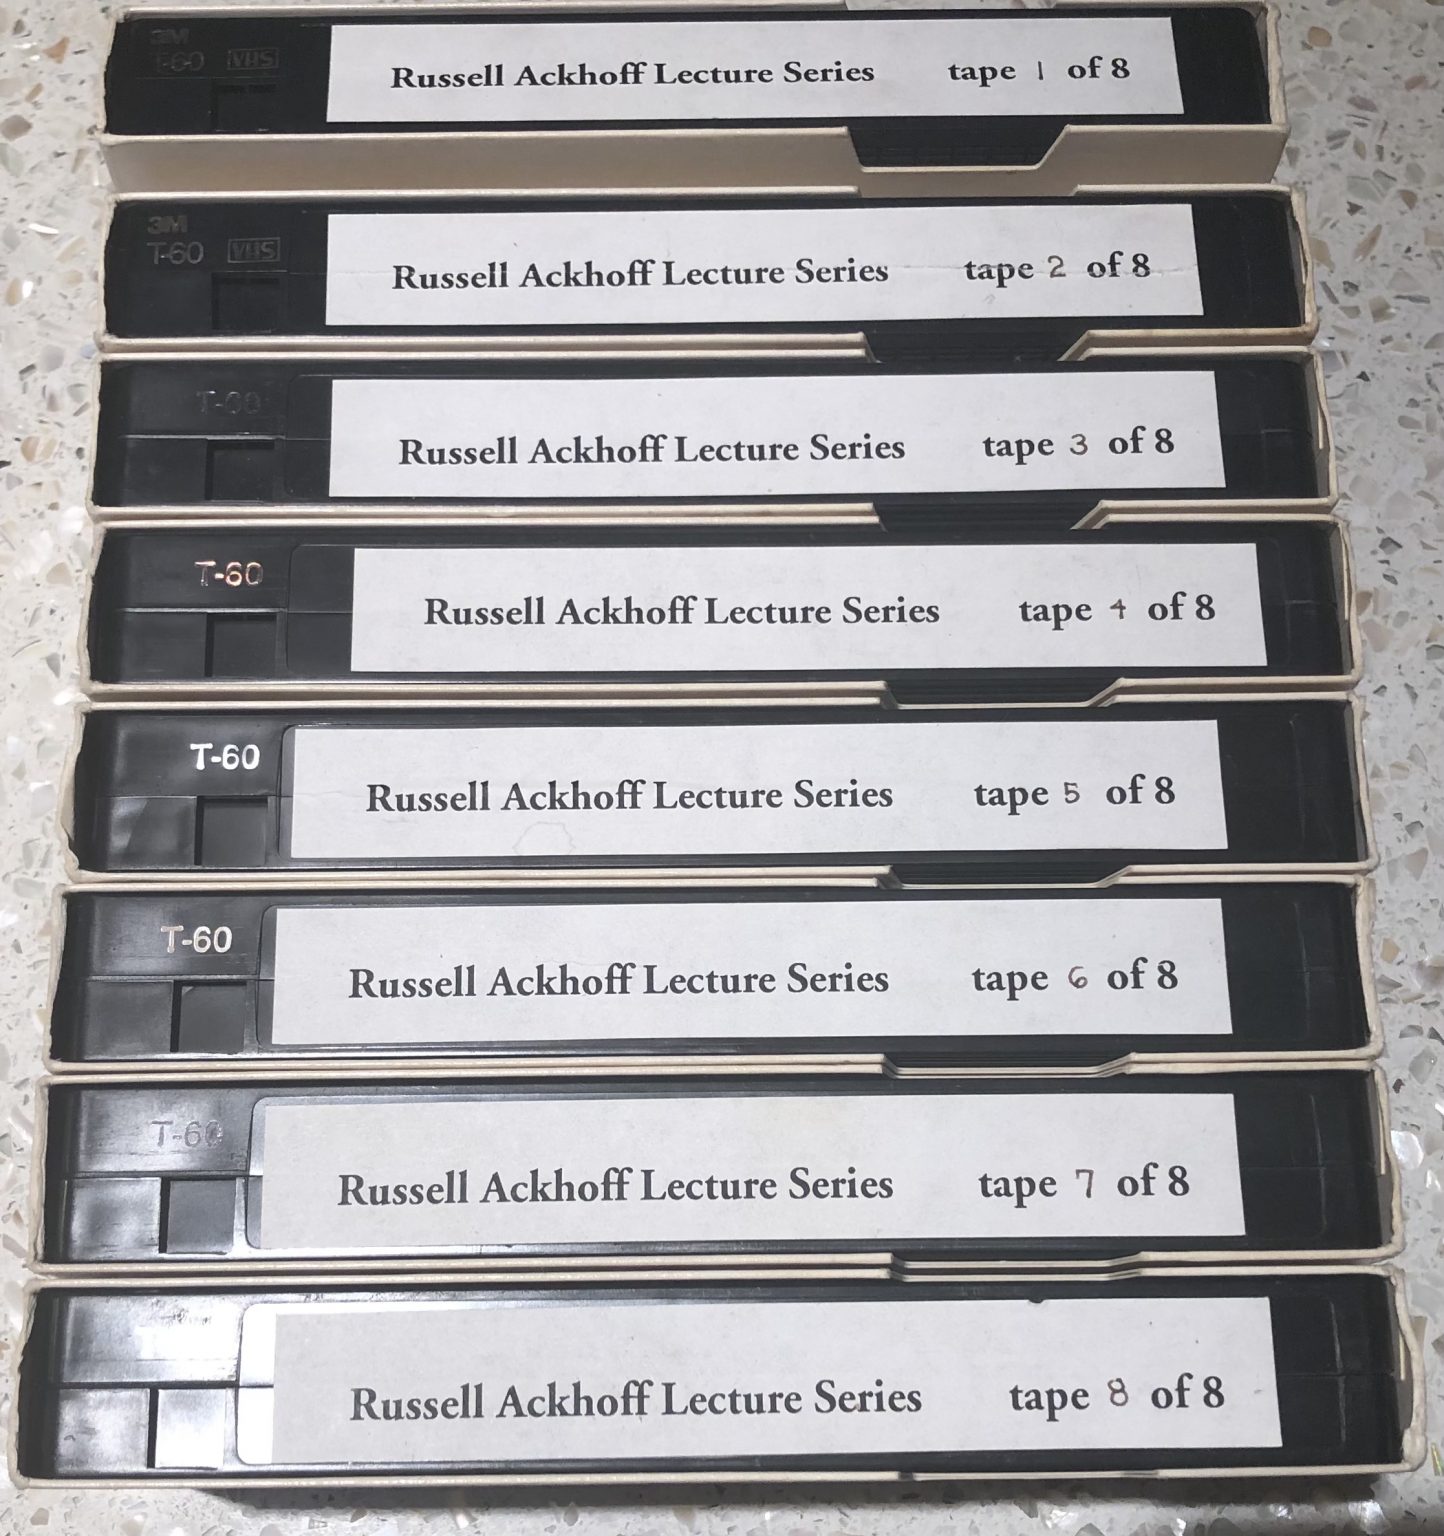 3M
T-60 VHS
Russell Ackhoff Lecture Series tape 1 of 8
3M
T-60 VHS
Russell Ackhoff Lecture Series tape 2 of 8
T-60
Russell Ackhoff Lecture Series tape 3 of 8
T-60
Russell Ackhoff Lecture Series tape 4 of 8
T-60
Russell Ackhoff Lecture Series tape 5 of 8
T-60
Russell Ackhoff Lecture Series tape 6 of 8
T-60
Russell Ackhoff Lecture Series tape 7 of 8
Russell Ackhoff Lecture Series tape 8 of 8